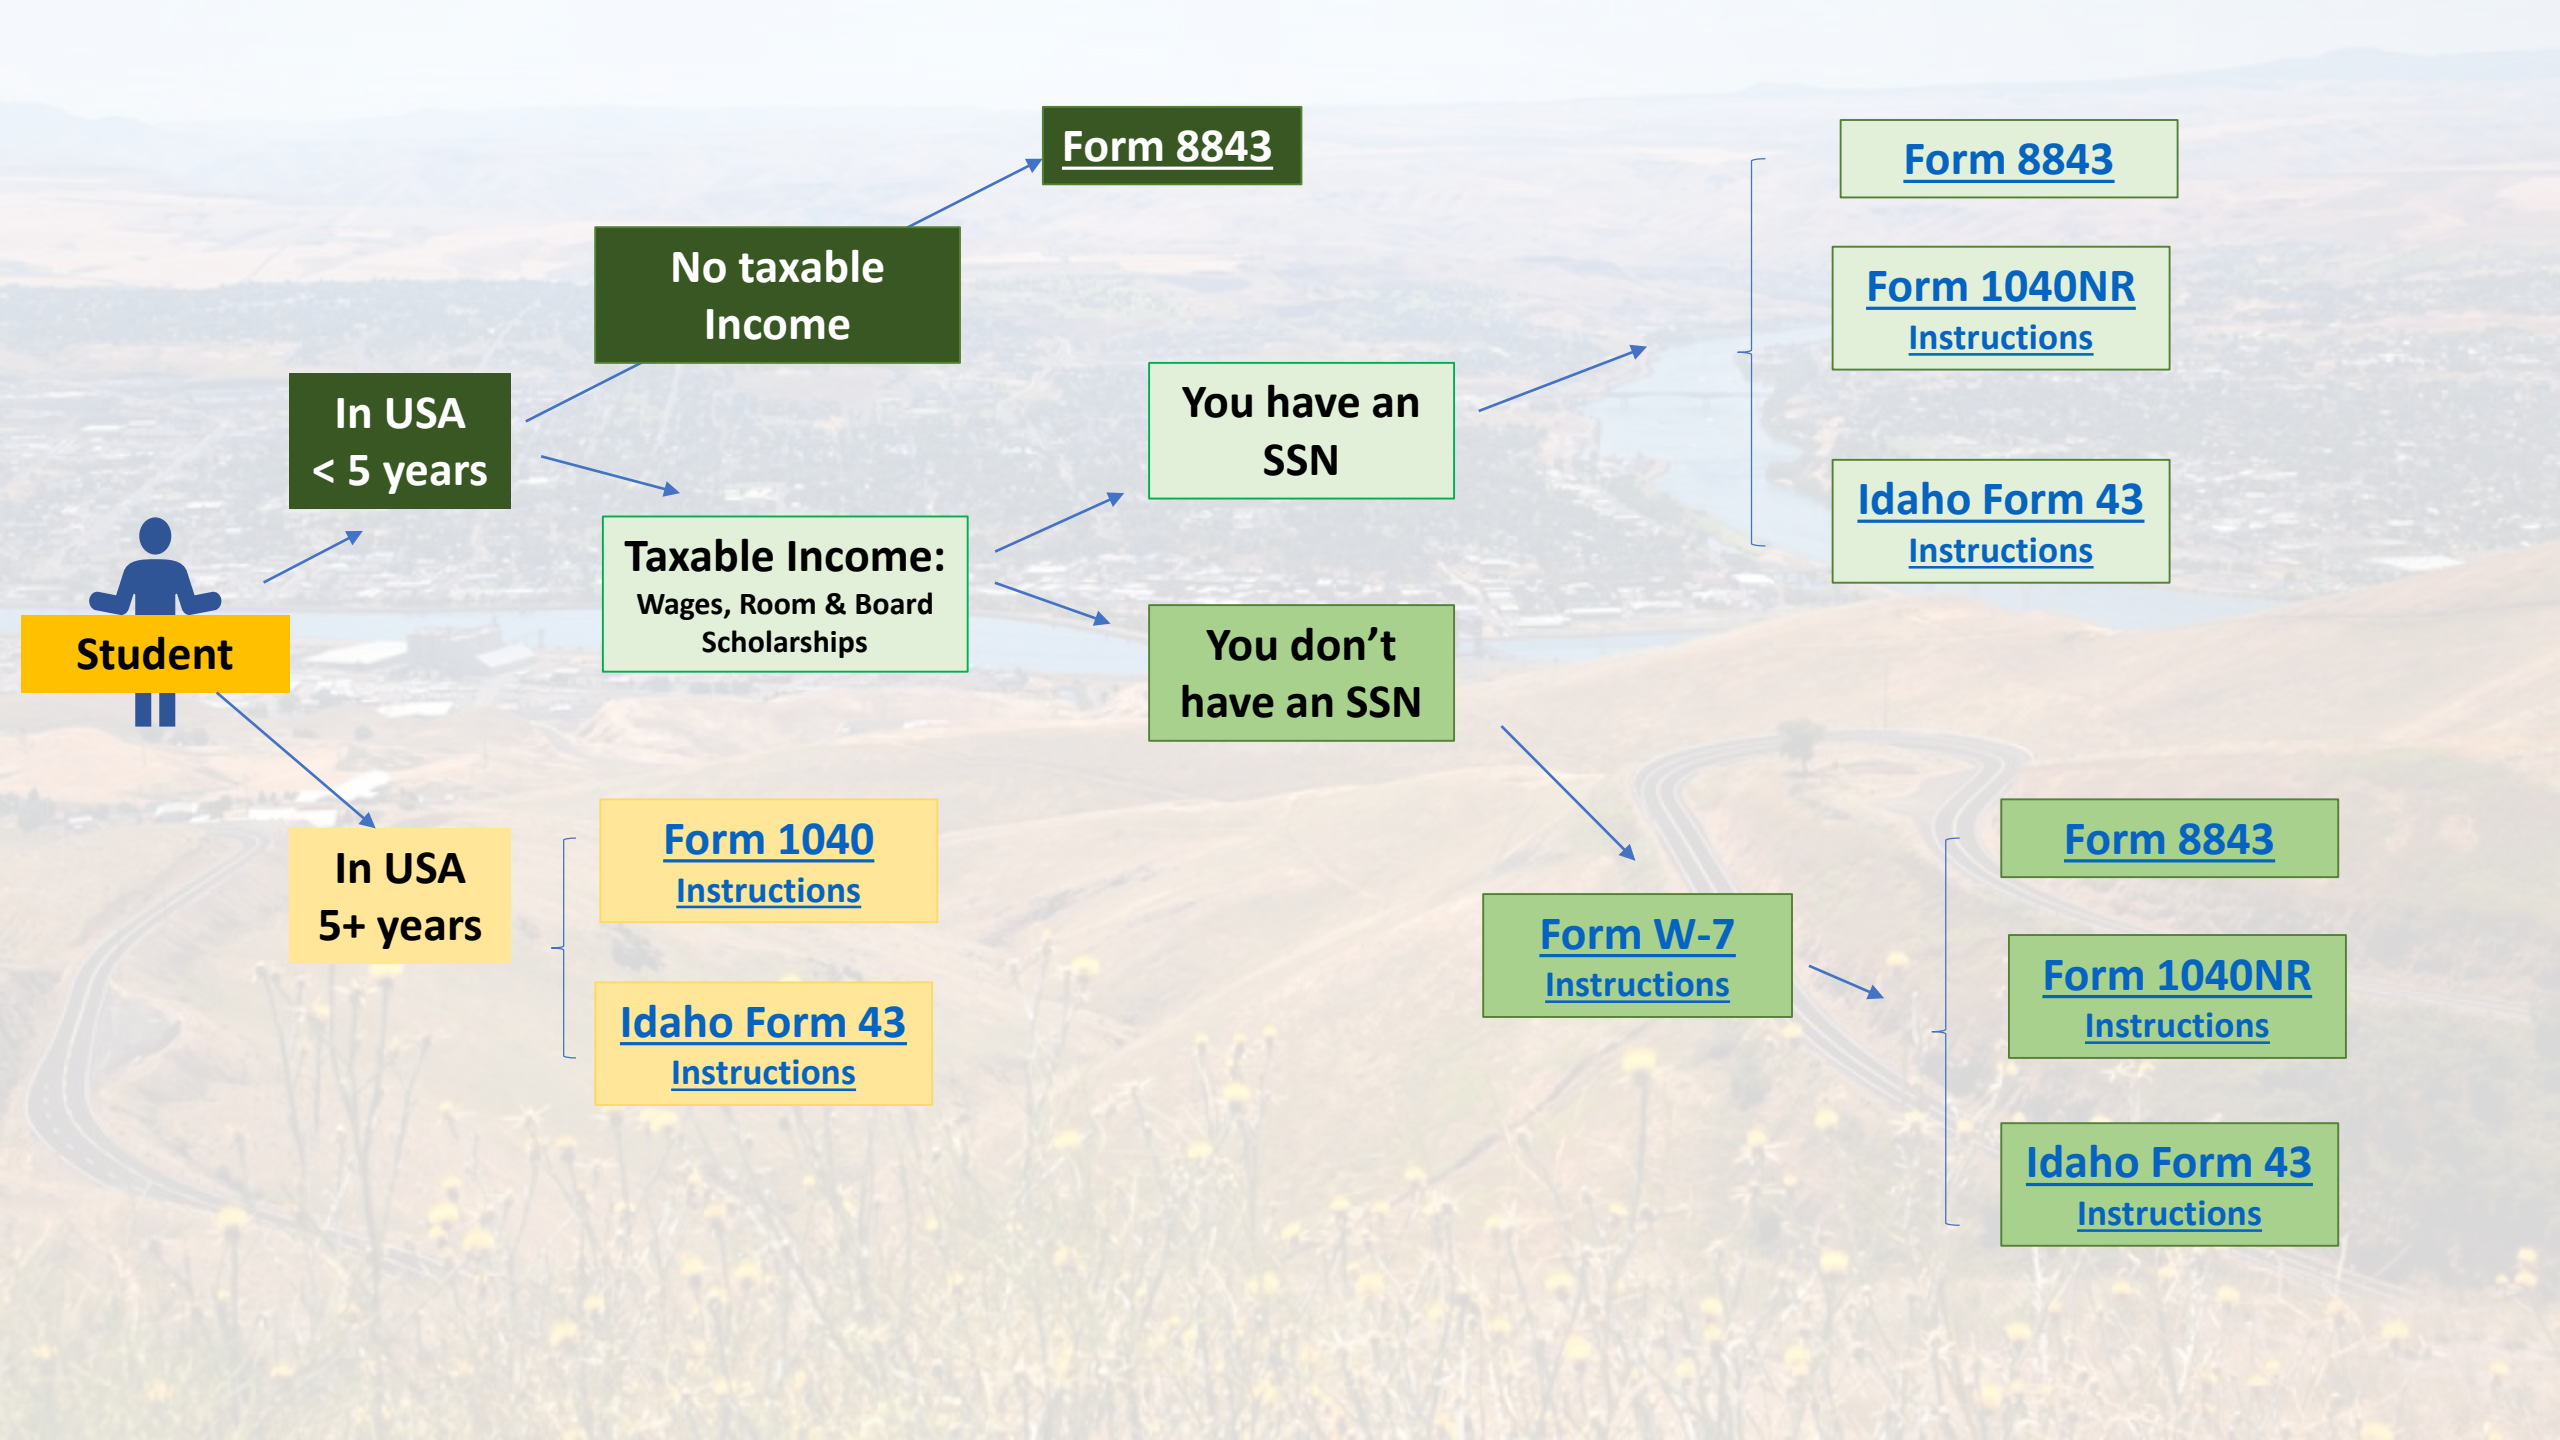 Student
In USA
< 5 years
No taxable
Income
Form 8843
Taxable Income:
Wages, Room & Board
Scholarships
You have an
SSN
Form 8843
Form 1040NR
Instructions
Idaho Form 43
Instructions
You don’t
have an SSN
Form W-7
Instructions
Form 8843
Form 1040NR
Instructions
Idaho Form 43
Instructions
In USA
5+ years
Form 1040
Instructions
Idaho Form 43
Instructions